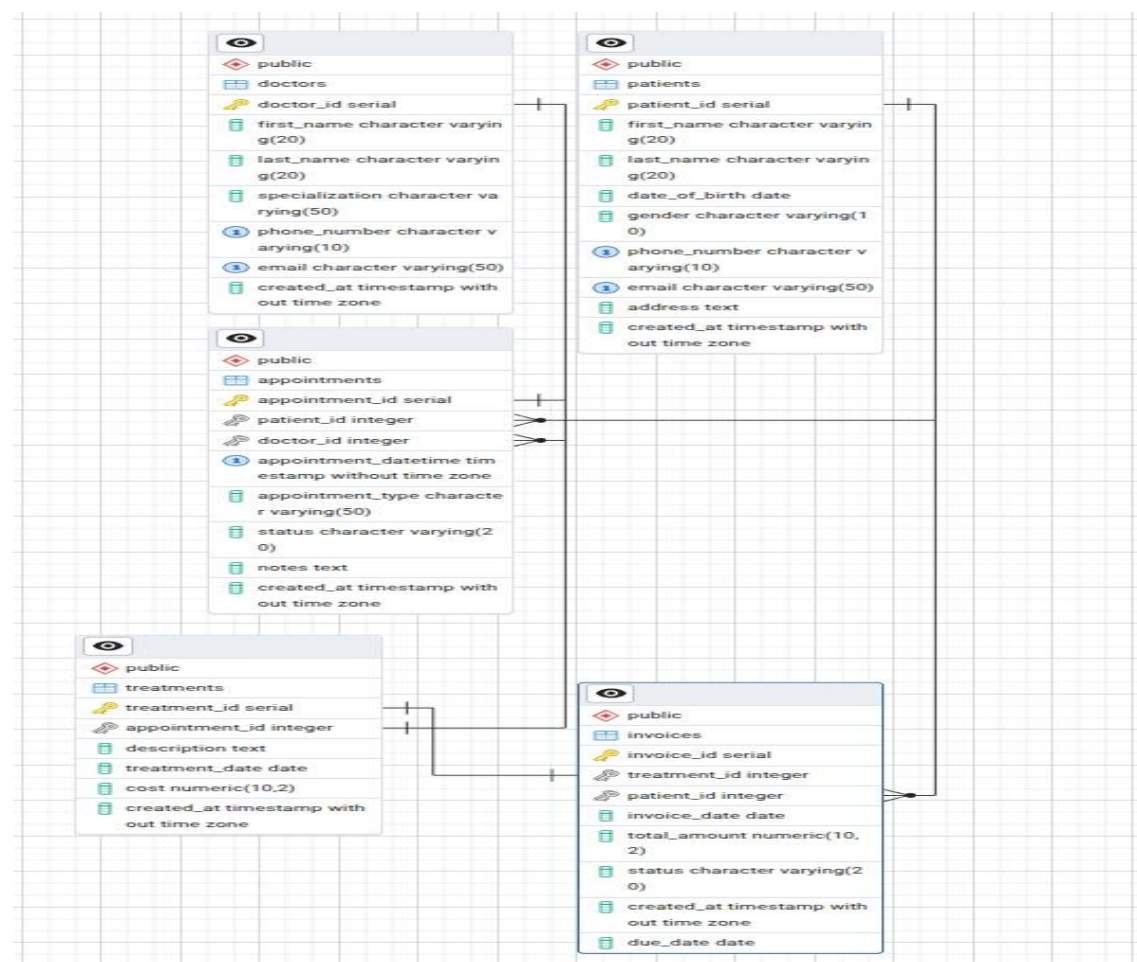 public
doctors
doctor_id serial
first_name character varyin
g(20)
last_name character varyin
g(20)
specialization character va
rying(50)
phone_number character v
arying(10)
email character varying(50)
created_at timestamp with
out time zone
public
patients
patient_id serial
first_name character varyin
g(20)
last_name character varyin
g(20)
date_of_birth date
gender character varying(1
0)
phone_number character v
arying(10)
email character varying(50)
address text
created_at timestamp with
out time zone
public
appointments
appointment_id serial
patient_id integer
doctor_id integer
appointment_datetime tim
estamp without time zone
appointment_type characte
r varying(50)
status character varying(2
0)
notes text
created_at timestamp with
out time zone
public
treatments
treatment_id serial
appointment_id integer
description text
treatment_date date
cost numeric(10,2)
created_at timestamp with
out time zone
public
invoices
invoice_id serial
treatment_id integer
patient_id integer
invoice_date date
total_amount numeric(10,
2)
status character varying(2
0)
created_at timestamp with
out time zone
due_date date